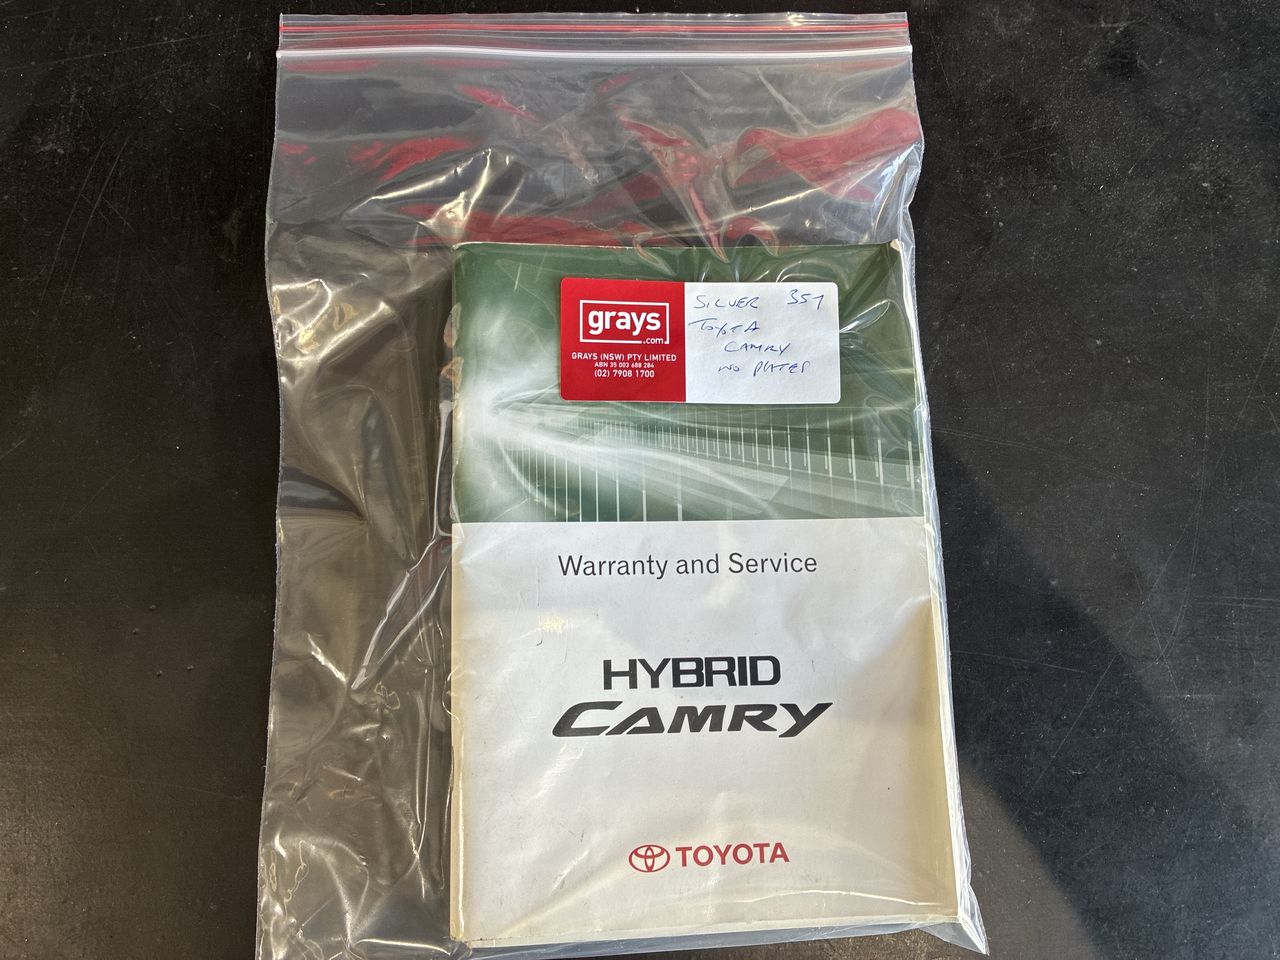 grays
.com
GRAYS (NSW) PTY LIMITED
ABN 35 003 688 284
(02) 7908 1700
SILVER 351
TOYOTA
CAMRY
NO PLATES
Warranty and Service
HYBRID
CAMRY
TOYOTA